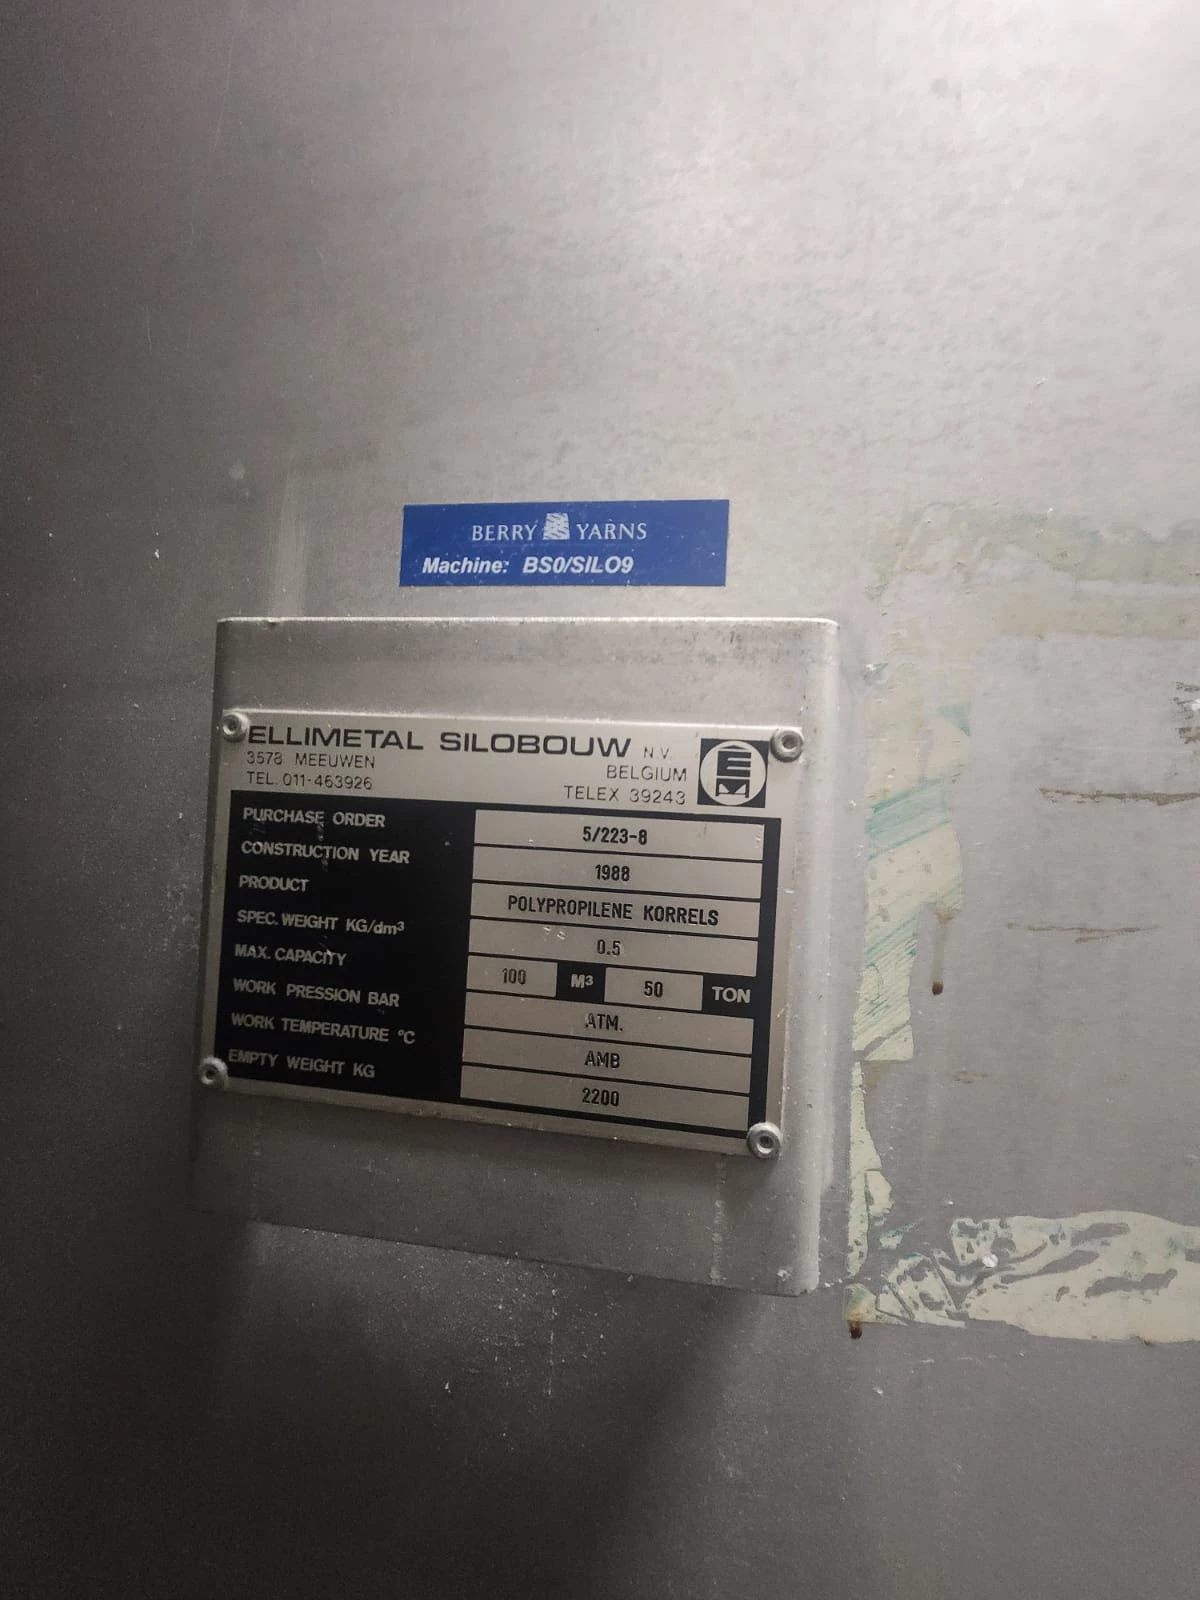 BERRY YARNS
Machine: BS0/SILO9
ELLIMETAL SILOBOUW N.V.
3578 MEEUWEN BELGIUM
TEL. 011-463926 TELEX 39243
EM
PURCHASE ORDER 5/223-8
CONSTRUCTION YEAR 1988
PRODUCT POLYPROPILENE KORRELS
SPEC. WEIGHT KG/dm³ 0.5
MAX. CAPACITY 100 M³ 50 TON
WORK PRESSION BAR ATM.
WORK TEMPERATURE °C AMB
EMPTY WEIGHT KG 2200